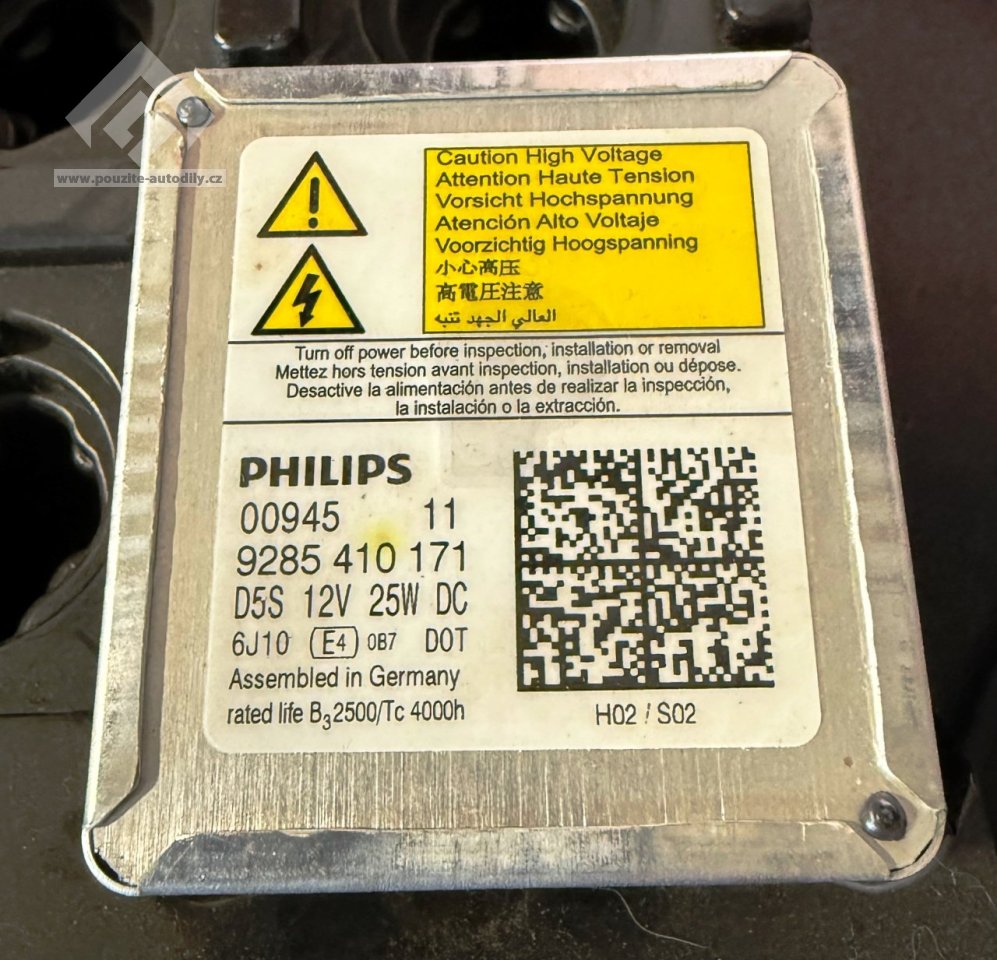 www.pouzite-autodily.cz
Caution High Voltage
Attention Haute Tension
Vorsicht Hochspannung
Atención Alto Voltaje
Voorzichtig Hoogspanning
小心高压
高電圧注意
العالي الجهد تتبه
Turn off power before inspection, installation or removal
Mettez hors tension avant inspection, installation ou dépose.
Desactive la alimentación antes de realizar la inspección,
la instalación o la extracción.
PHILIPS
00945 11
9285 410 171
D5S 12V 25W DC
6J10 E4 0B7 DOT
Assembled in Germany
rated life B3 2500/Tc 4000h
H02 / S02